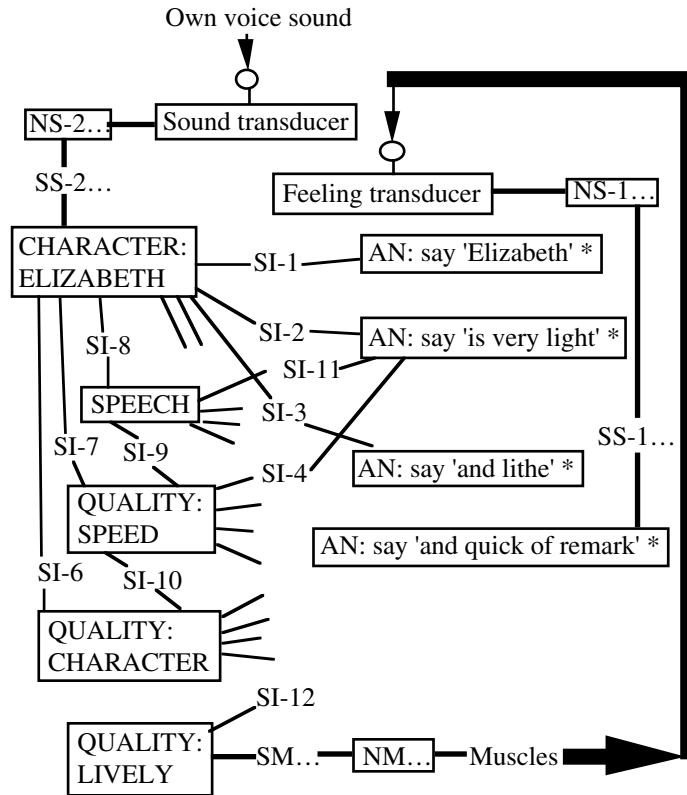 Own voice sound
NS-2…
Sound transducer
SS-2…
Feeling transducer
NS-1…
CHARACTER:
ELIZABETH
SI-1
AN: say 'Elizabeth' *
SI-2
AN: say 'is very light' *
SI-8
SI-11
SPEECH
SI-3
SS-1…
SI-7
SI-9
SI-4
AN: say 'and lithe' *
QUALITY:
SPEED
AN: say 'and quick of remark' *
SI-6
SI-10
QUALITY:
CHARACTER
SI-12
QUALITY:
LIVELY
SM…
NM…
Muscles